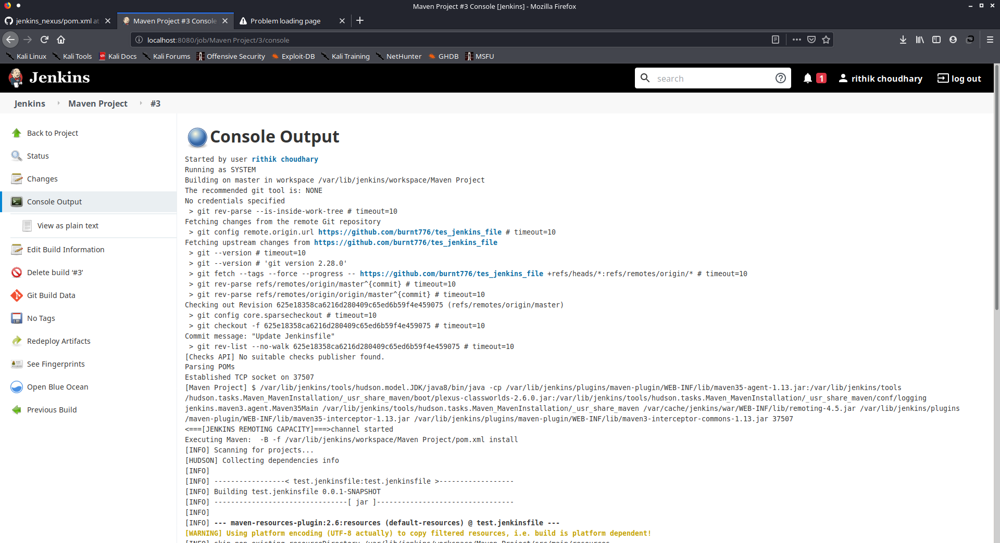 Maven Project #3 Console [Jenkins] - Mozilla Firefox
jenkins_nexus/pom.xml at
Maven Project #3 Console
Problem loading page
localhost:8080/job/Maven Project/3/console
Kali Linux
Kali Tools
Kali Docs
Kali Forums
Offensive Security
Exploit-DB
Kali Training
NetHunter
GHDB
MSFU
Jenkins
search
1
rithik choudhary
log out
Jenkins
Maven Project
#3
Back to Project
Status
Changes
Console Output
View as plain text
Edit Build Information
Delete build ‘#3’
Git Build Data
No Tags
Redeploy Artifacts
See Fingerprints
Open Blue Ocean
Previous Build
Console Output
Started by user rithik choudhary
Running as SYSTEM
Building on master in workspace /var/lib/jenkins/workspace/Maven Project
The recommended git tool is: NONE
No credentials specified
 > git rev-parse --is-inside-work-tree # timeout=10
Fetching changes from the remote Git repository
 > git config remote.origin.url https://github.com/burnt776/tes_jenkins_file # timeout=10
Fetching upstream changes from https://github.com/burnt776/tes_jenkins_file
 > git --version # timeout=10
 > git --version # 'git version 2.28.0'
 > git fetch --tags --force --progress -- https://github.com/burnt776/tes_jenkins_file +refs/heads/*:refs/remotes/origin/* # timeout=10
 > git rev-parse refs/remotes/origin/master^{commit} # timeout=10
 > git rev-parse refs/remotes/origin/origin/master^{commit} # timeout=10
Checking out Revision 625e18358ca6216d280409c65ed6b59f4e459075 (refs/remotes/origin/master)
 > git config core.sparsecheckout # timeout=10
 > git checkout -f 625e18358ca6216d280409c65ed6b59f4e459075 # timeout=10
Commit message: "Update Jenkinsfile"
 > git rev-list --no-walk 625e18358ca6216d280409c65ed6b59f4e459075 # timeout=10
[Checks API] No suitable checks publisher found.
Parsing POMs
Established TCP socket on 37507
[Maven Project] $ /var/lib/jenkins/tools/hudson.model.JDK/java8/bin/java -cp /var/lib/jenkins/plugins/maven-plugin/WEB-INF/lib/maven35-agent-1.13.jar:/var/lib/jenkins/tools
/hudson.tasks.Maven_MavenInstallation/_usr_share_maven/boot/plexus-classworlds-2.6.0.jar:/var/lib/jenkins/tools/hudson.tasks.Maven_MavenInstallation/_usr_share_maven/conf/logging
jenkins.maven3.agent.Maven35Main /var/lib/jenkins/tools/hudson.tasks.Maven_MavenInstallation/_usr_share_maven /var/cache/jenkins/war/WEB-INF/lib/remoting-4.5.jar /var/lib/jenkins/plugins
/maven-plugin/WEB-INF/lib/maven35-interceptor-1.13.jar /var/lib/jenkins/plugins/maven-plugin/WEB-INF/lib/maven3-interceptor-commons-1.13.jar 37507
<===[JENKINS REMOTING CAPACITY]===>channel started
Executing Maven:  -B -f /var/lib/jenkins/workspace/Maven Project/pom.xml install
[INFO] Scanning for projects...
[HUDSON] Collecting dependencies info
[INFO]
[INFO] -----------------< test.jenkinsfile:test.jenkinsfile >------------------
[INFO] Building test.jenkinsfile 0.0.1-SNAPSHOT
[INFO] --------------------------------[ jar ]---------------------------------
[INFO]
[INFO] --- maven-resources-plugin:2.6:resources (default-resources) @ test.jenkinsfile ---
[WARNING] Using platform encoding (UTF-8 actually) to copy filtered resources, i.e. build is platform dependent!
[INFO] skip non existing resourceDirectory /var/lib/jenkins/workspace/Maven Project/src/main/resources